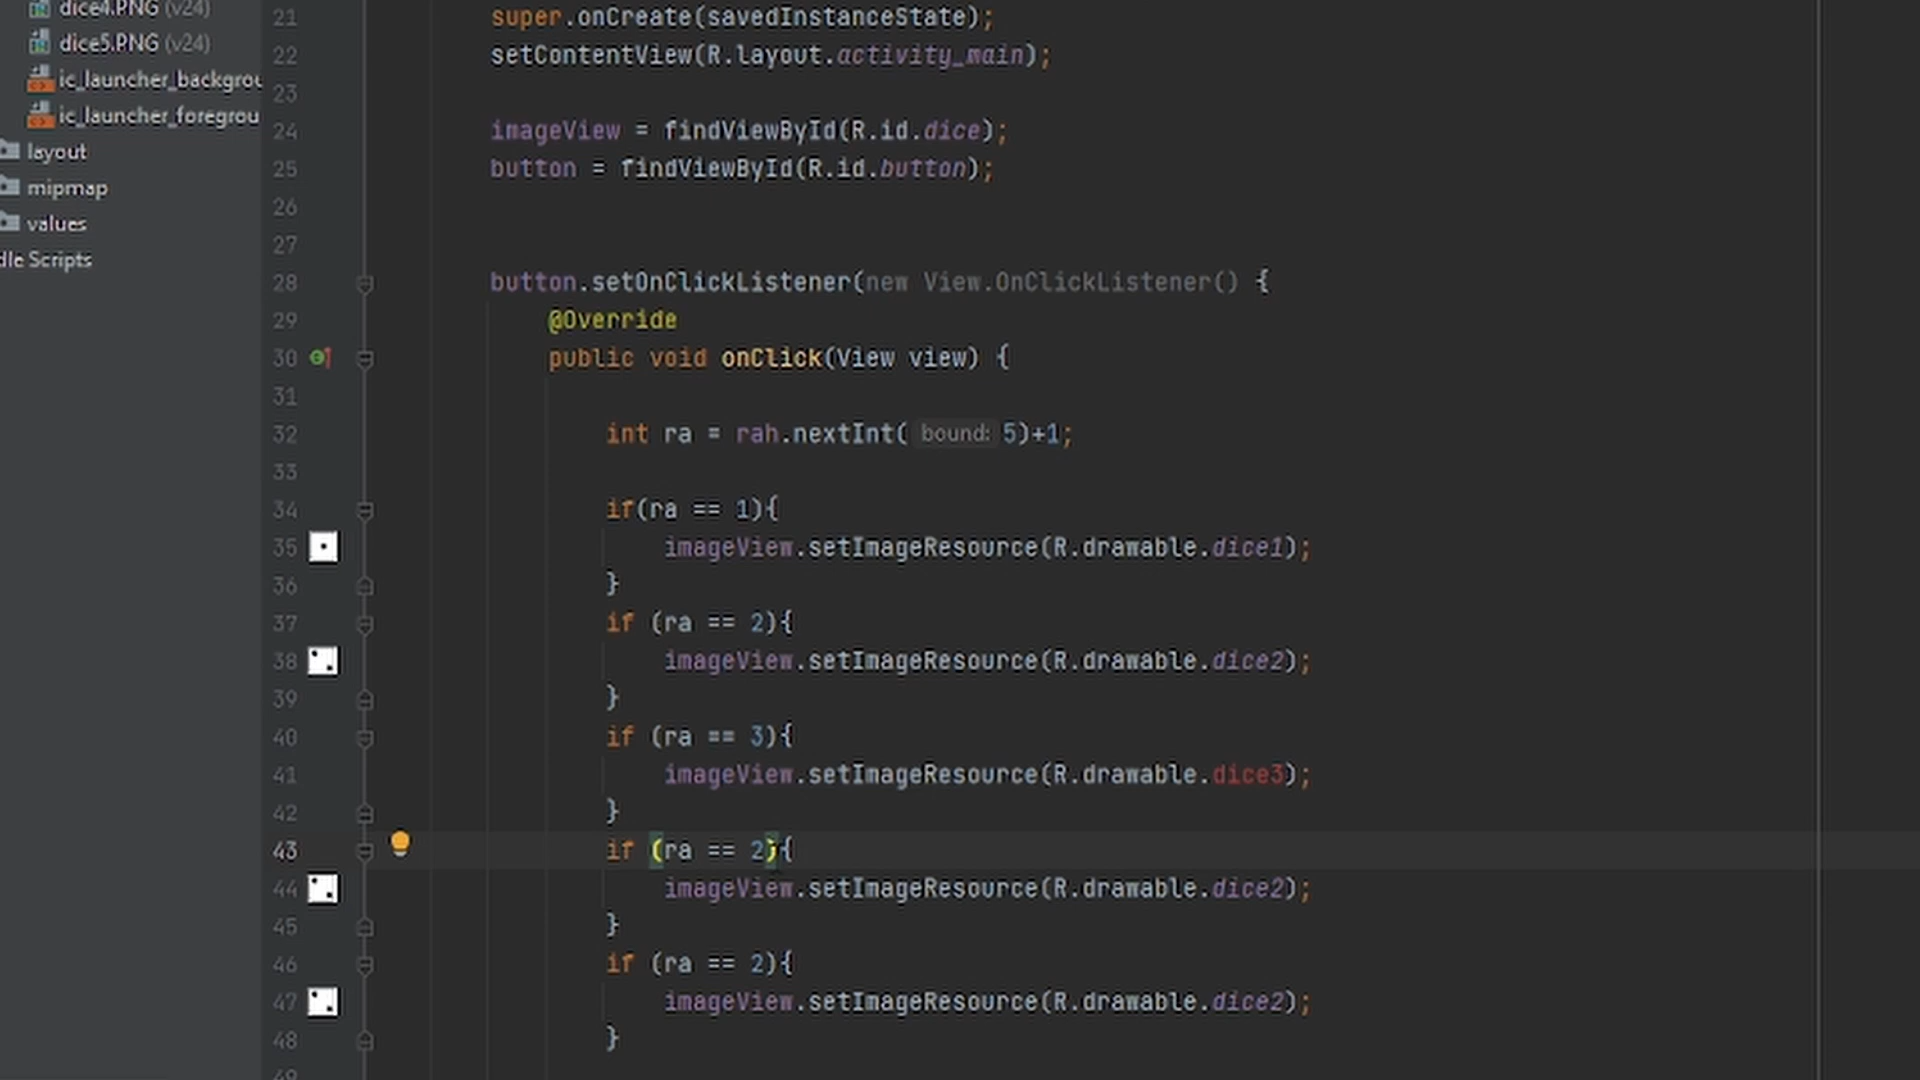 dice4.PNG (v24)
dice5.PNG (v24)
ic_launcher_backgrou
ic_launcher_foregrou
layout
mipmap
values
dle Scripts
21 super.onCreate(savedInstanceState);
22 setContentView(R.layout.activity_main);
23
24 imageView = findViewById(R.id.dice);
25 button = findViewById(R.id.button);
26
27
28 button.setOnClickListener(new View.OnClickListener() {
29 @Override
30 public void onClick(View view) {
31
32 int ra = rah.nextInt( bound: 5)+1;
33
34 if(ra == 1){
35 imageView.setImageResource(R.drawable.dice1);
36 }
37 if (ra == 2){
38 imageView.setImageResource(R.drawable.dice2);
39 }
40 if (ra == 3){
41 imageView.setImageResource(R.drawable.dice3);
42 }
43 if (ra == 2){
44 imageView.setImageResource(R.drawable.dice2);
45 }
46 if (ra == 2){
47 imageView.setImageResource(R.drawable.dice2);
48 }
49